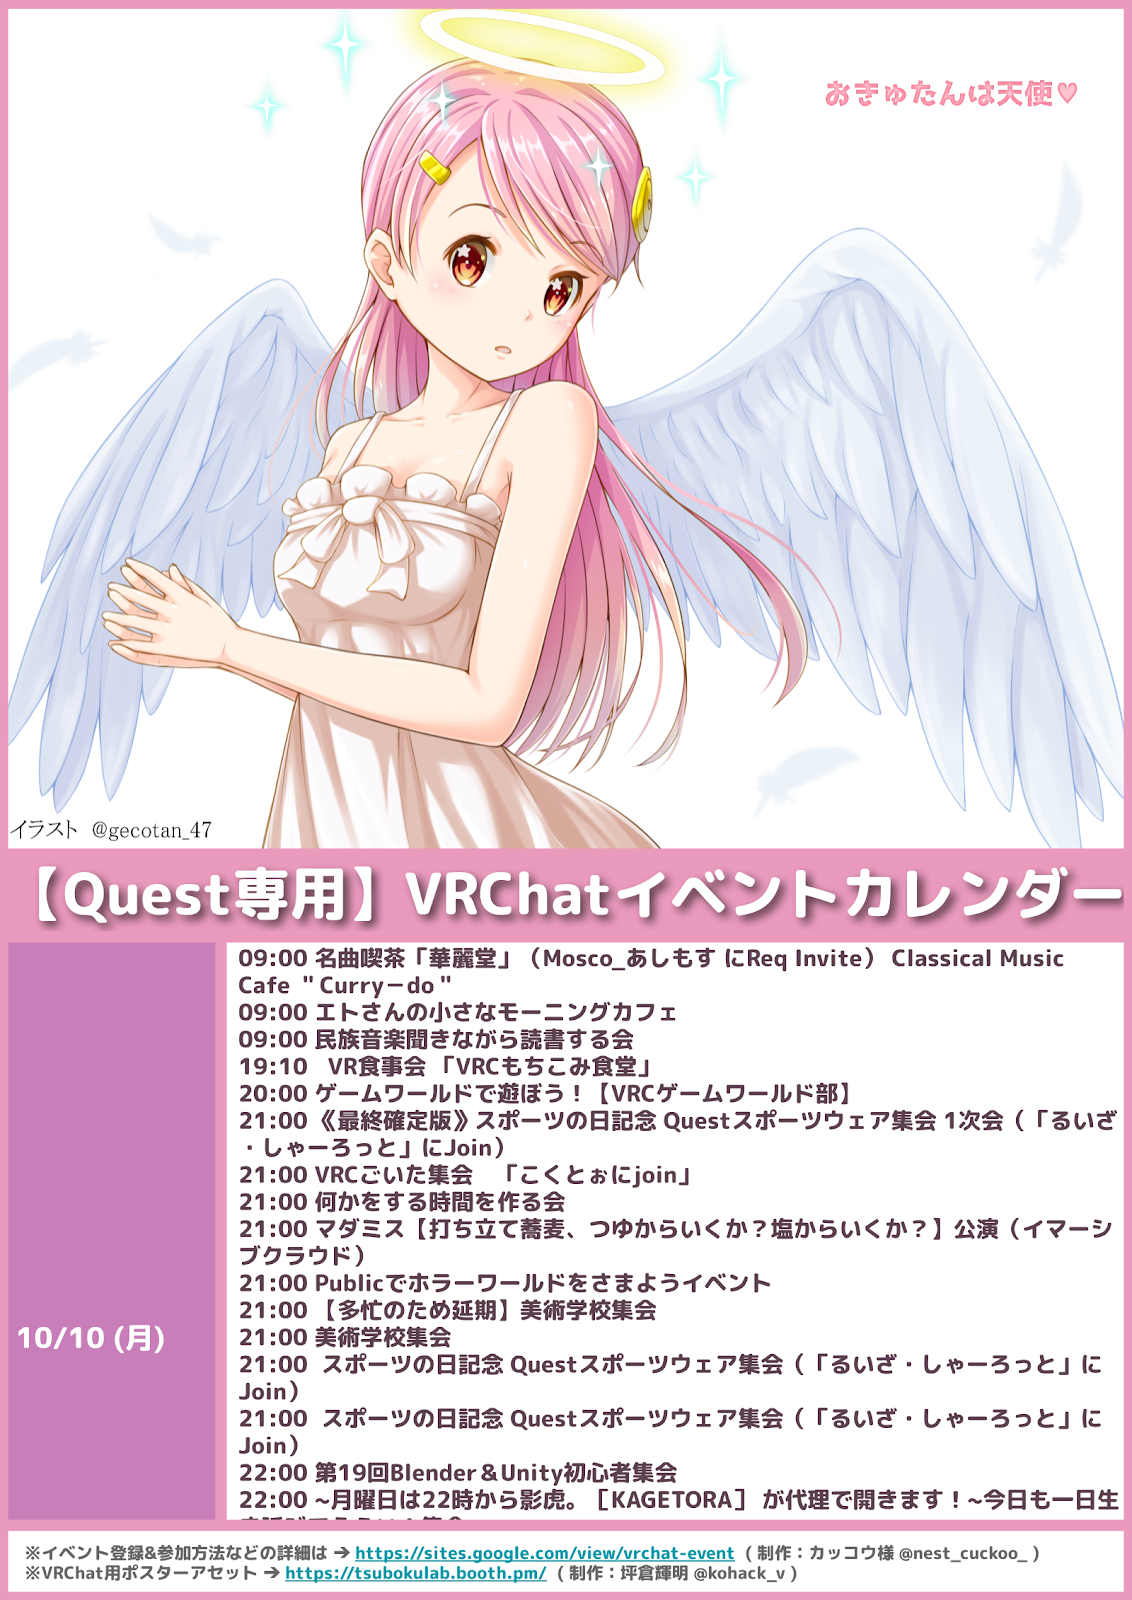 おきゅたんは天使♥
イラスト @gecotan_47
【Quest専用】VRChatイベントカレンダー
10/10 (月)
09:00 名曲喫茶「華麗堂」（Mosco_あしもす にReq Invite） Classical Music
Cafe ＂Curry－do＂
09:00 エトさんの小さなモーニングカフェ
09:00 民族音楽聞きながら読書する会
19:10 VR食事会 「VRCもちこみ食堂」
20:00 ゲームワールドで遊ぼう！【VRCゲームワールド部】
21:00 《最終確定版》スポーツの日記念 Questスポーツウェア集会 1次会（「るいざ
・しゃーろっと」にJoin）
21:00 VRCごいた集会 「こくとぉにjoin」
21:00 何かをする時間を作る会
21:00 マダミス【打ち立て蕎麦、つゆからいくか？塩からいくか？】公演（イマーシ
ブクラウド）
21:00 Publicでホラーワールドをさまようイベント
21:00 【多忙のため延期】美術学校集会
21:00 美術学校集会
21:00 スポーツの日記念 Questスポーツウェア集会（「るいざ・しゃーろっと」に
Join）
21:00 スポーツの日記念 Questスポーツウェア集会（「るいざ・しゃーろっと」に
Join）
22:00 第19回Blender＆Unity初心者集会
22:00 ~月曜日は22時から影虎。［KAGETORA］ が代理で開きます！~今日も一日生
※イベント登録&参加方法などの詳細は → https://sites.google.com/view/vrchat-event ( 制作：カッコウ様 @nest_cuckoo_ )
※VRChat用ポスターアセット → https://tsubokulab.booth.pm/ ( 制作：坪倉輝明 @kohack_v )